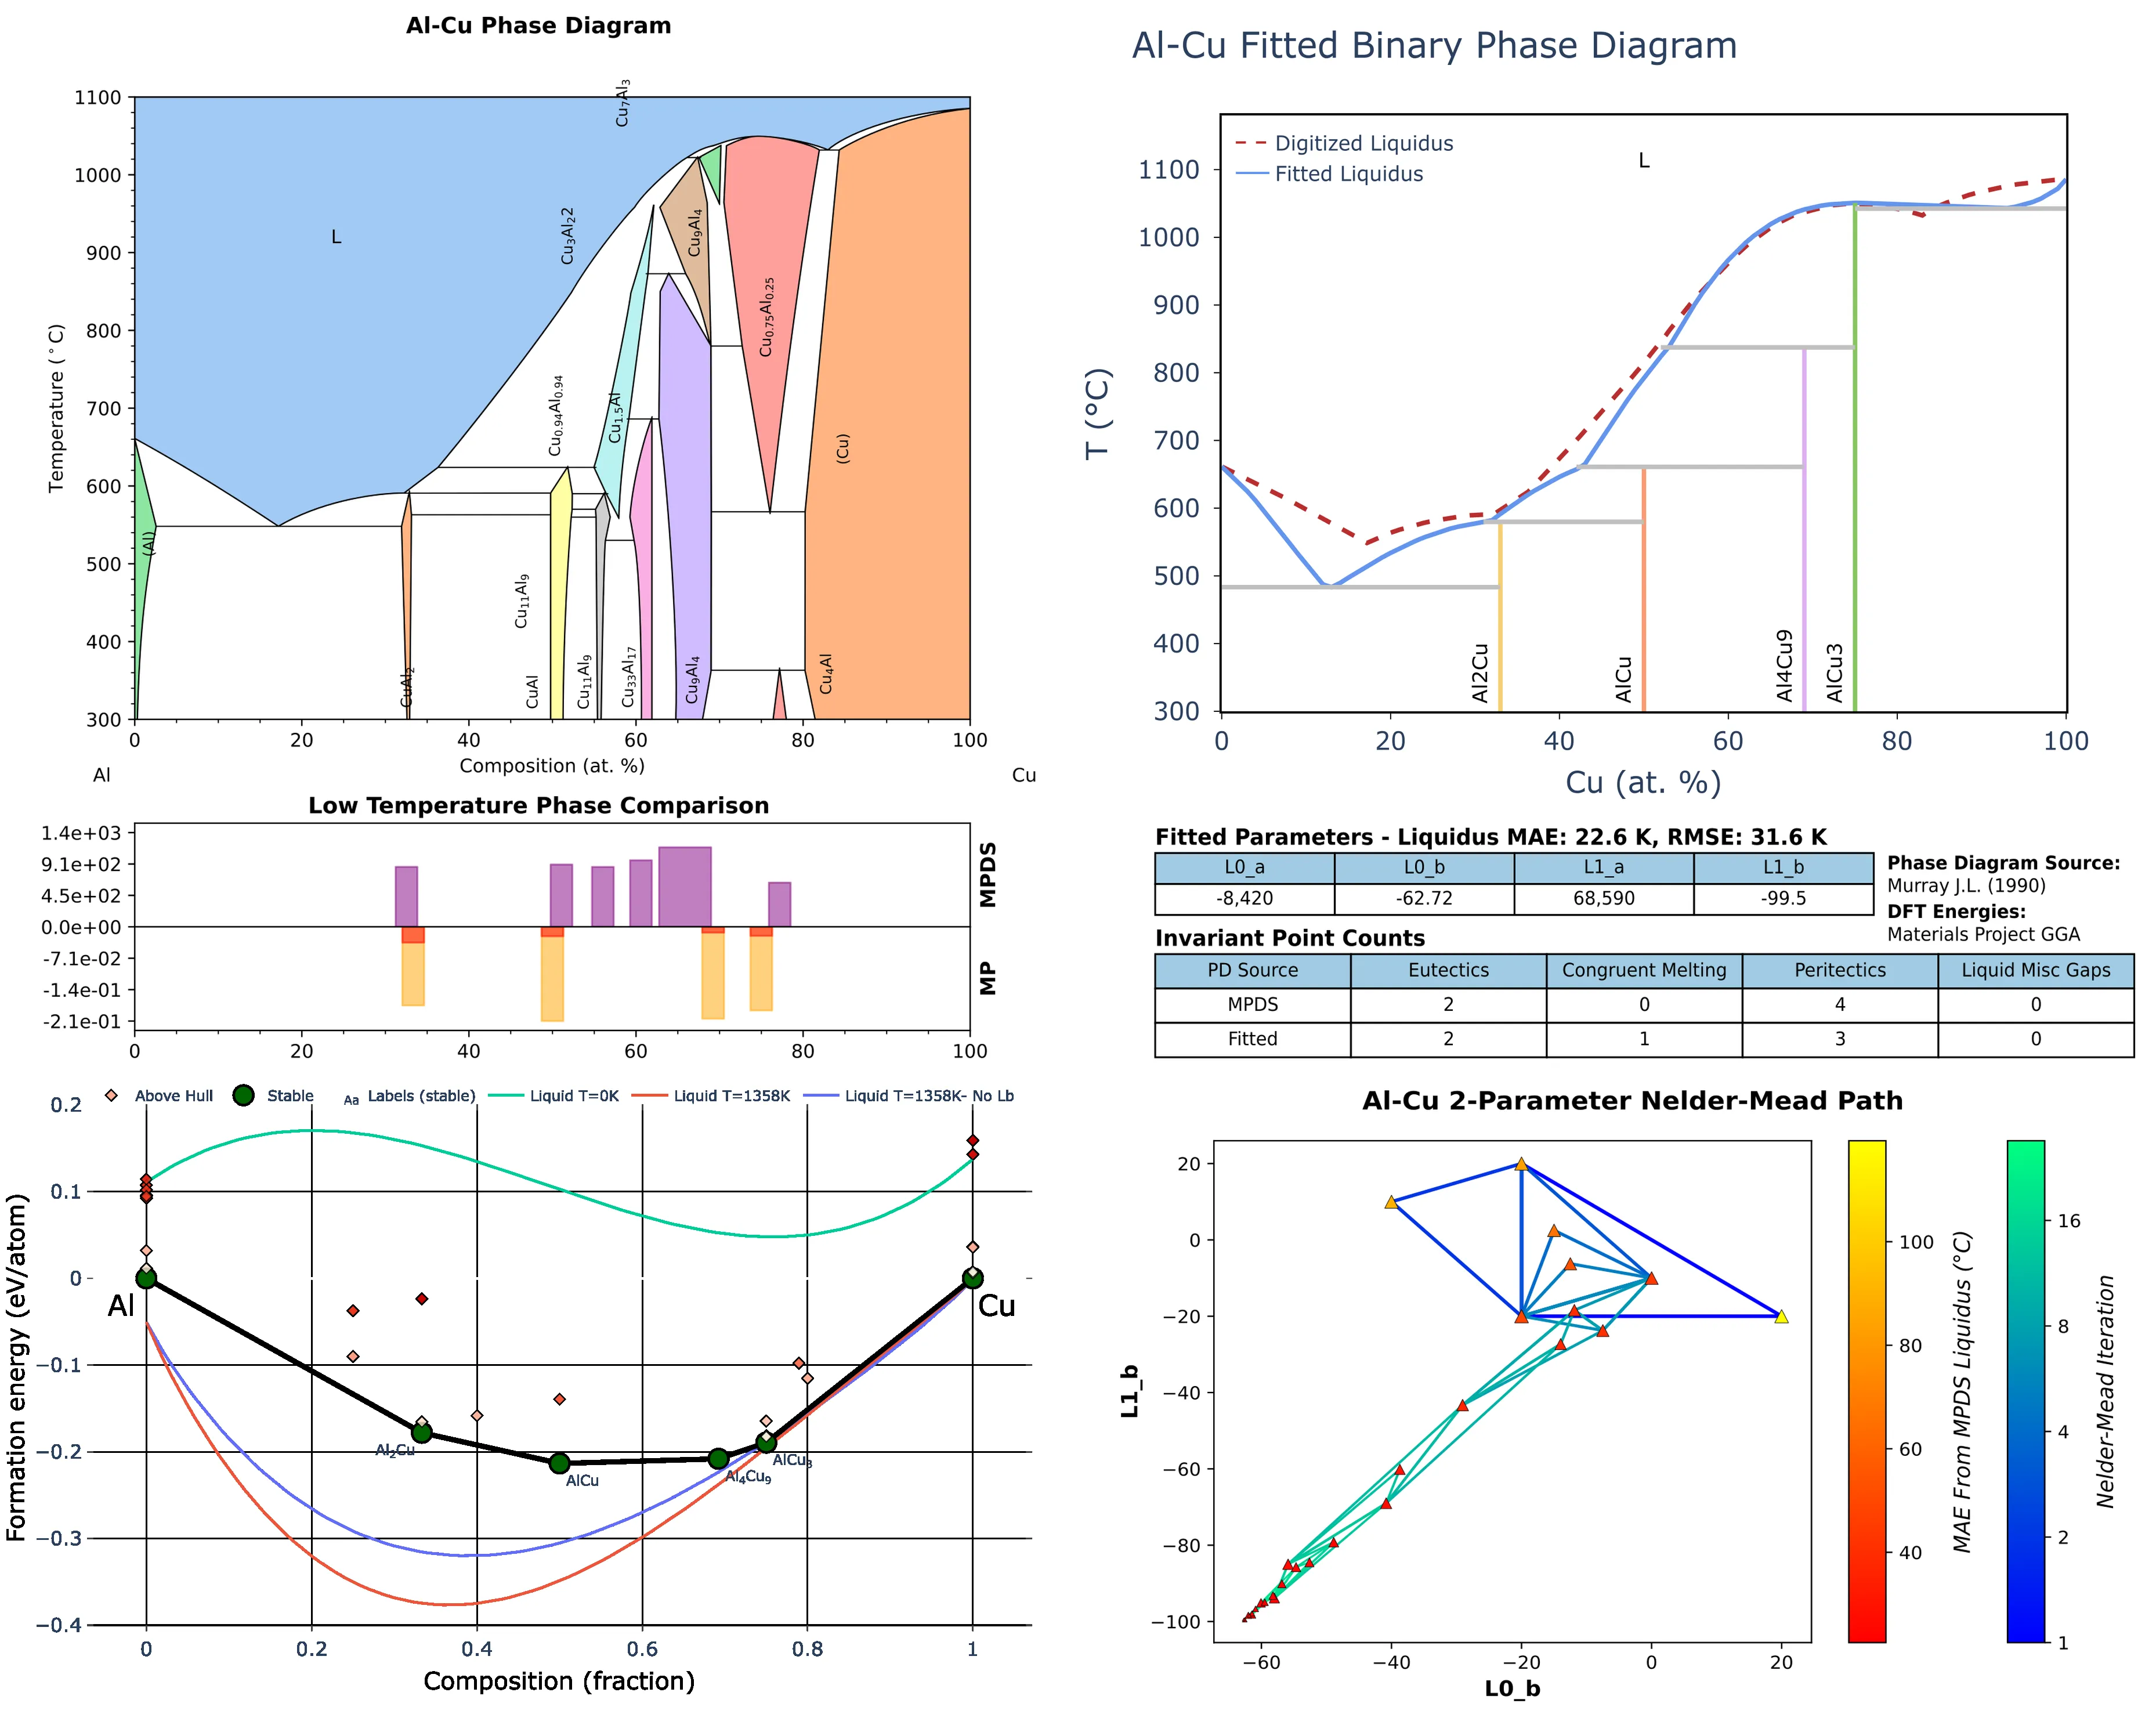 Al-Cu Phase Diagram
Cu7Al3
1100
1000
900
800
700
600
500
400
300
Temperature (°C)
L
Cu3Al22
Cu9Al4
Cu0.75Al0.25
Cu0.94Al0.94
Cu1.5Al
(Cu)
(Al)
Cu11Al9
CuAl2
CuAl
Cu11Al9
Cu33Al17
Cu9Al4
Cu4Al
0 20 40 60 80 100
Composition (at. %)
Al Cu
Al-Cu Fitted Binary Phase Diagram
Digitized Liquidus
Fitted Liquidus
L
1100
1000
900
800
700
600
500
400
300
T (°C)
Al2Cu
AlCu
Al4Cu9
AlCu3
0 20 40 60 80 100
Cu (at. %)
Low Temperature Phase Comparison
1.4e+03
9.1e+02
4.5e+02
0.0e+00
-7.1e-02
-1.4e-01
-2.1e-01
MPDS
MP
0 20 40 60 80 100
Fitted Parameters - Liquidus MAE: 22.6 K, RMSE: 31.6 K
L0_a L0_b L1_a L1_b
-8,420 -62.72 68,590 -99.5
Phase Diagram Source:
Murray J.L. (1990)
DFT Energies:
Materials Project GGA
Invariant Point Counts
PD Source Eutectics Congruent Melting Peritectics Liquid Misc Gaps
MPDS 2 0 4 0
Fitted 2 1 3 0
Above Hull Stable Aa Labels (stable) Liquid T=0K Liquid T=1358K Liquid T=1358K- No Lb
0.2
0.1
0
−0.1
−0.2
−0.3
−0.4
Formation energy (eV/atom)
Al
Cu
Al2Cu
AlCu
Al4Cu9
AlCu3
0 0.2 0.4 0.6 0.8 1
Composition (fraction)
Al-Cu 2-Parameter Nelder-Mead Path
20
0
−20
−40
−60
−80
−100
L1_b
−60 −40 −20 0 20
L0_b
100
80
60
40
MAE From MPDS Liquidus (°C)
16
8
4
2
1
Nelder-Mead Iteration